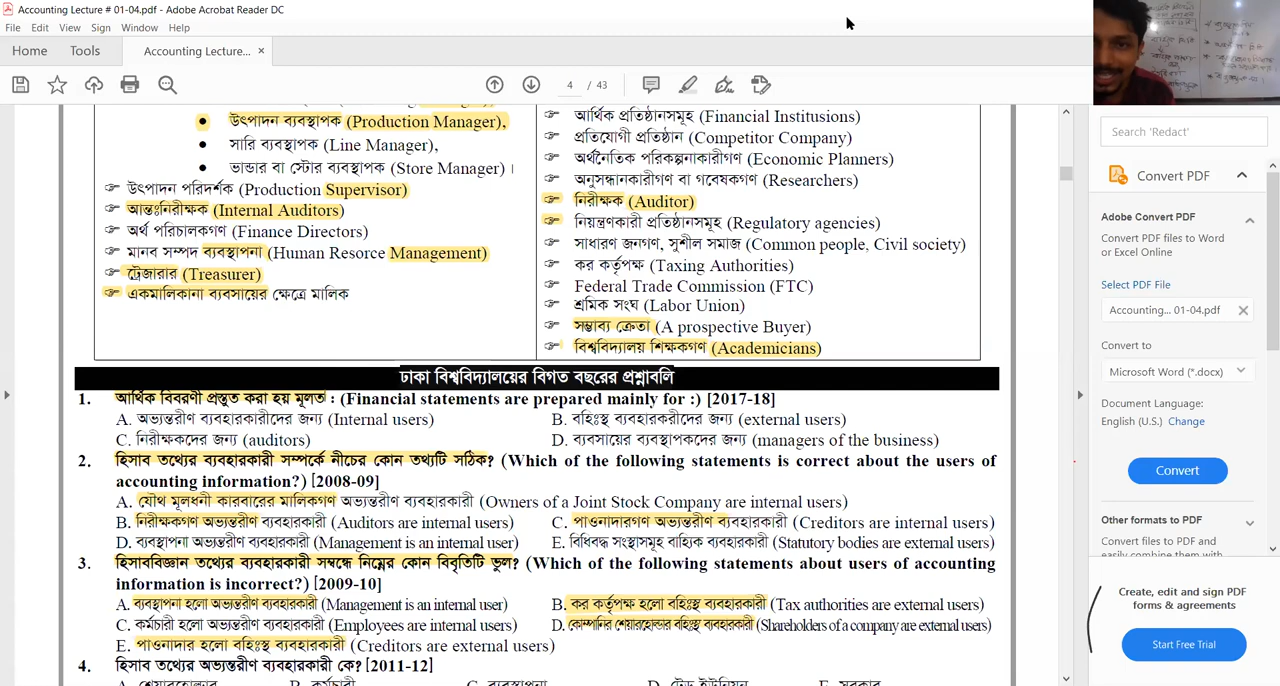 Accounting Lecture # 01-04.pdf - Adobe Acrobat Reader DC
File Edit View Sign Window Help
Home Tools Accounting Lecture... ×
4 / 43
উৎপাদন ব্যবস্থাপক (Production Manager),
সারি ব্যবস্থাপক (Line Manager),
ভান্ডার বা স্টোর ব্যবস্থাপক (Store Manager)।
উৎপাদন পরিদর্শক (Production Supervisor)
আন্তঃনিরীক্ষক (Internal Auditors)
অর্থ পরিচালকগণ (Finance Directors)
মানব সম্পদ ব্যবস্থাপনা (Human Resorce Management)
ট্রেজারার (Treasurer)
একমালিকানা ব্যবসায়ের ক্ষেত্রে মালিক
আর্থিক প্রতিষ্ঠানসমূহ (Financial Instiusions)
প্রতিযোগী প্রতিষ্ঠান (Competitor Company)
অর্থনৈতিক পরিকল্পনাকারীগণ (Economic Planners)
অনুসন্ধানকারীগণ বা গবেষকগণ (Researchers)
নিরীক্ষক (Auditor)
নিয়ন্ত্রণকারী প্রতিষ্ঠানসমূহ (Regulatory agencies)
সাধারণ জনগণ, সুশীল সমাজ (Common people, Civil society)
কর কর্তৃপক্ষ (Taxing Authorities)
Federal Trade Commission (FTC)
শ্রমিক সংঘ (Labor Union)
সম্ভাব্য ক্রেতা (A prospective Buyer)
বিশ্ববিদ্যালয় শিক্ষকগণ (Academicians)
ঢাকা বিশ্ববিদ্যালয়ের বিগত বছরের প্রশ্নাবলি
1. আর্থিক বিবরণী প্রস্তুত করা হয় মূলত : (Financial statements are prepared mainly for :) [2017-18]
A. অভ্যন্তরীণ ব্যবহারকারীদের জন্য (Internal users) B. বহিঃস্থ ব্যবহারকরীদের জন্য (external users)
C. নিরীক্ষকদের জন্য (auditors) D. ব্যবসায়ের ব্যবস্থাপকদের জন্য (managers of the business)
2. হিসাব তথ্যের ব্যবহারকারী সম্পর্কে নীচের কোন তথ্যটি সঠিক? (Which of the following statements is correct about the users of
accounting information?) [2008-09]
A. যৌথ মূলধনী কারবারের মালিকগণ অভ্যন্তরীণ ব্যবহারকারী (Owners of a Joint Stock Company are internal users)
B. নিরীক্ষকগণ অভ্যন্তরীণ ব্যবহারকারী (Auditors are internal users) C. পাওনাদারগণ অভ্যন্তরীণ ব্যবহারকারী (Creditors are internal users)
D. ব্যবস্থাপনা অভ্যন্তরীণ ব্যবহারকারী (Management is an internal user) E. বিধিবদ্ধ সংস্থাসমূহ বাহ্যিক ব্যবহারকারী (Statutory bodies are external users)
3. হিসাববিজ্ঞান তথ্যের ব্যবহারকারী সম্বন্ধে নিম্নের কোন বিবৃতিটি ভুল? (Which of the following statements about users of accounting
information is incorrect?) [2009-10]
A. ব্যবস্থাপনা হলো অভ্যন্তরীণ ব্যবহারকারী (Management is an internal user) B. কর কর্তৃপক্ষ হলো বহিঃস্থ ব্যবহারকারী (Tax authorities are external users)
C. কর্মচারী হলো অভ্যন্তরীণ ব্যবহারকারী (Employees are internal users) D. কোম্পানির শেয়ারহোল্ডার বহিঃস্থ ব্যবহারকারী (Shareholders of a company are external users)
E. পাওনাদার হলো বহিঃস্থ ব্যবহারকারী (Creditors are external users)
4. হিসাব তথ্যের অভ্যন্তরীণ ব্যবহারকারী কে? [2011-12]
A. শেয়ারহোল্ডার B. কর্মচারী C. ব্যবস্থাপনা D. ট্রেড ইউনিয়ন E. সরকার
Search 'Redact'
Convert PDF
Adobe Convert PDF
Convert PDF files to Word
or Excel Online
Select PDF File
Accounting... 01-04.pdf
Convert to
Microsoft Word (*.docx)
Document Language:
English (U.S.) Change
Convert
Other formats to PDF
Convert files to PDF and
easily combine them with
Create, edit and sign PDF
forms & agreements
Start Free Trial